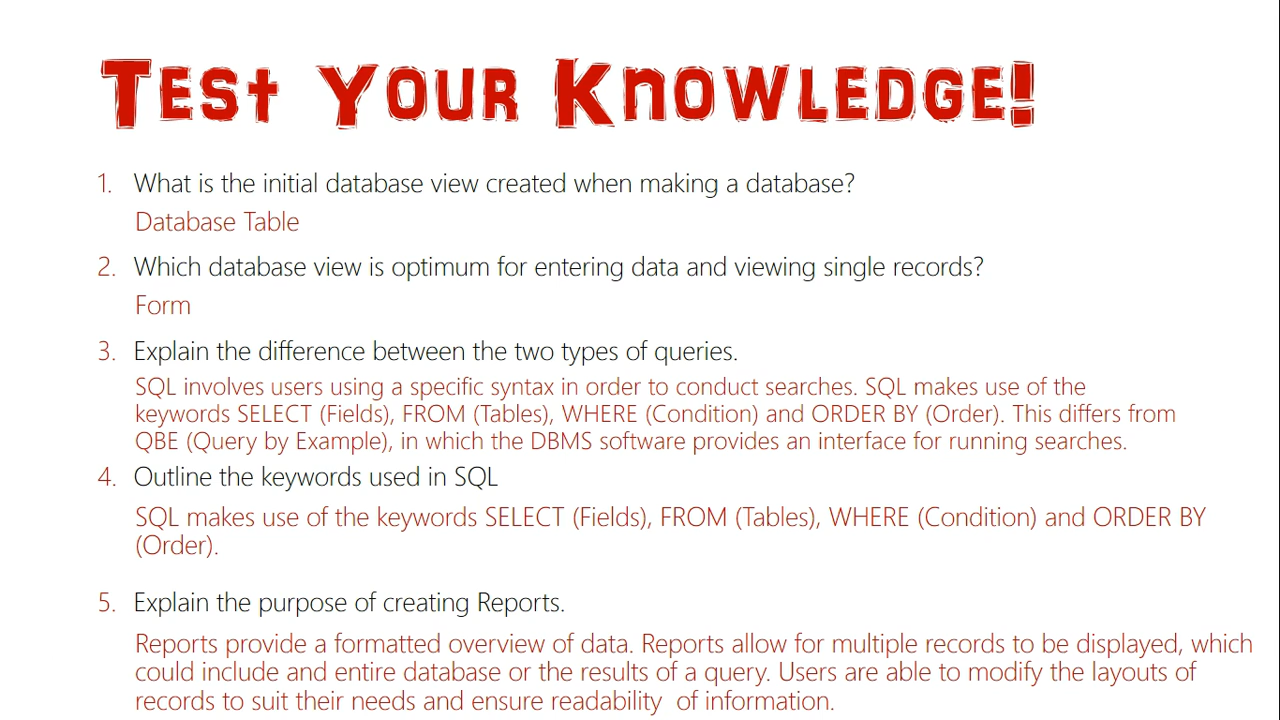 Test Your Knowledge!
1. What is the initial database view created when making a database?
Database Table
2. Which database view is optimum for entering data and viewing single records?
Form
3. Explain the difference between the two types of queries.
SQL involves users using a specific syntax in order to conduct searches. SQL makes use of the
keywords SELECT (Fields), FROM (Tables), WHERE (Condition) and ORDER BY (Order). This differs from
QBE (Query by Example), in which the DBMS software provides an interface for running searches.
4. Outline the keywords used in SQL
SQL makes use of the keywords SELECT (Fields), FROM (Tables), WHERE (Condition) and ORDER BY
(Order).
5. Explain the purpose of creating Reports.
Reports provide a formatted overview of data. Reports allow for multiple records to be displayed, which
could include and entire database or the results of a query. Users are able to modify the layouts of
records to suit their needs and ensure readability of information.